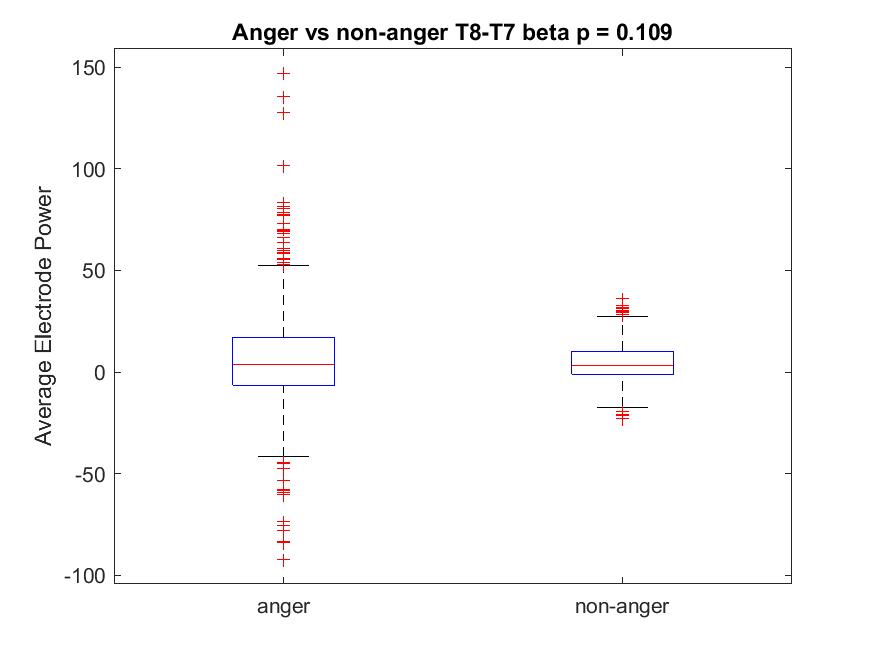 Anger vs non-anger T8-T7 beta p = 0.109
150
100
50
0
-50
-100
Average Electrode Power
anger
non-anger